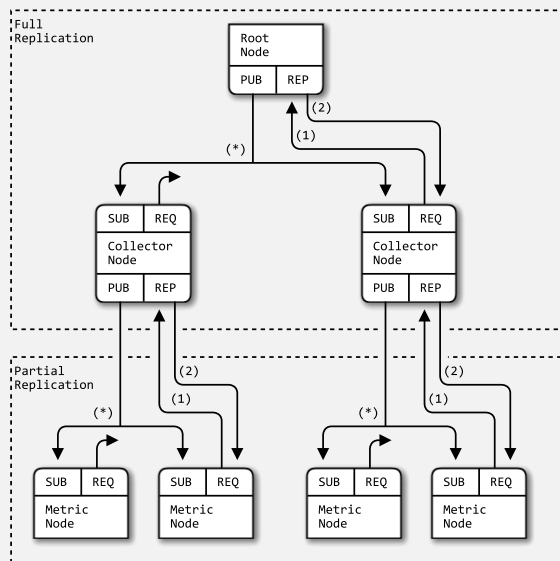 Full
Replication
Root
Node
PUB REP
(2)
(1)
(*)
SUB REQ SUB REQ
Collector Collector
Node Node
PUB REP PUB REP
Partial
Replication
(2) (2)
(1) (1)
(*) (*)
SUB REQ SUB REQ SUB REQ SUB REQ
Metric Metric Metric Metric
Node Node Node Node